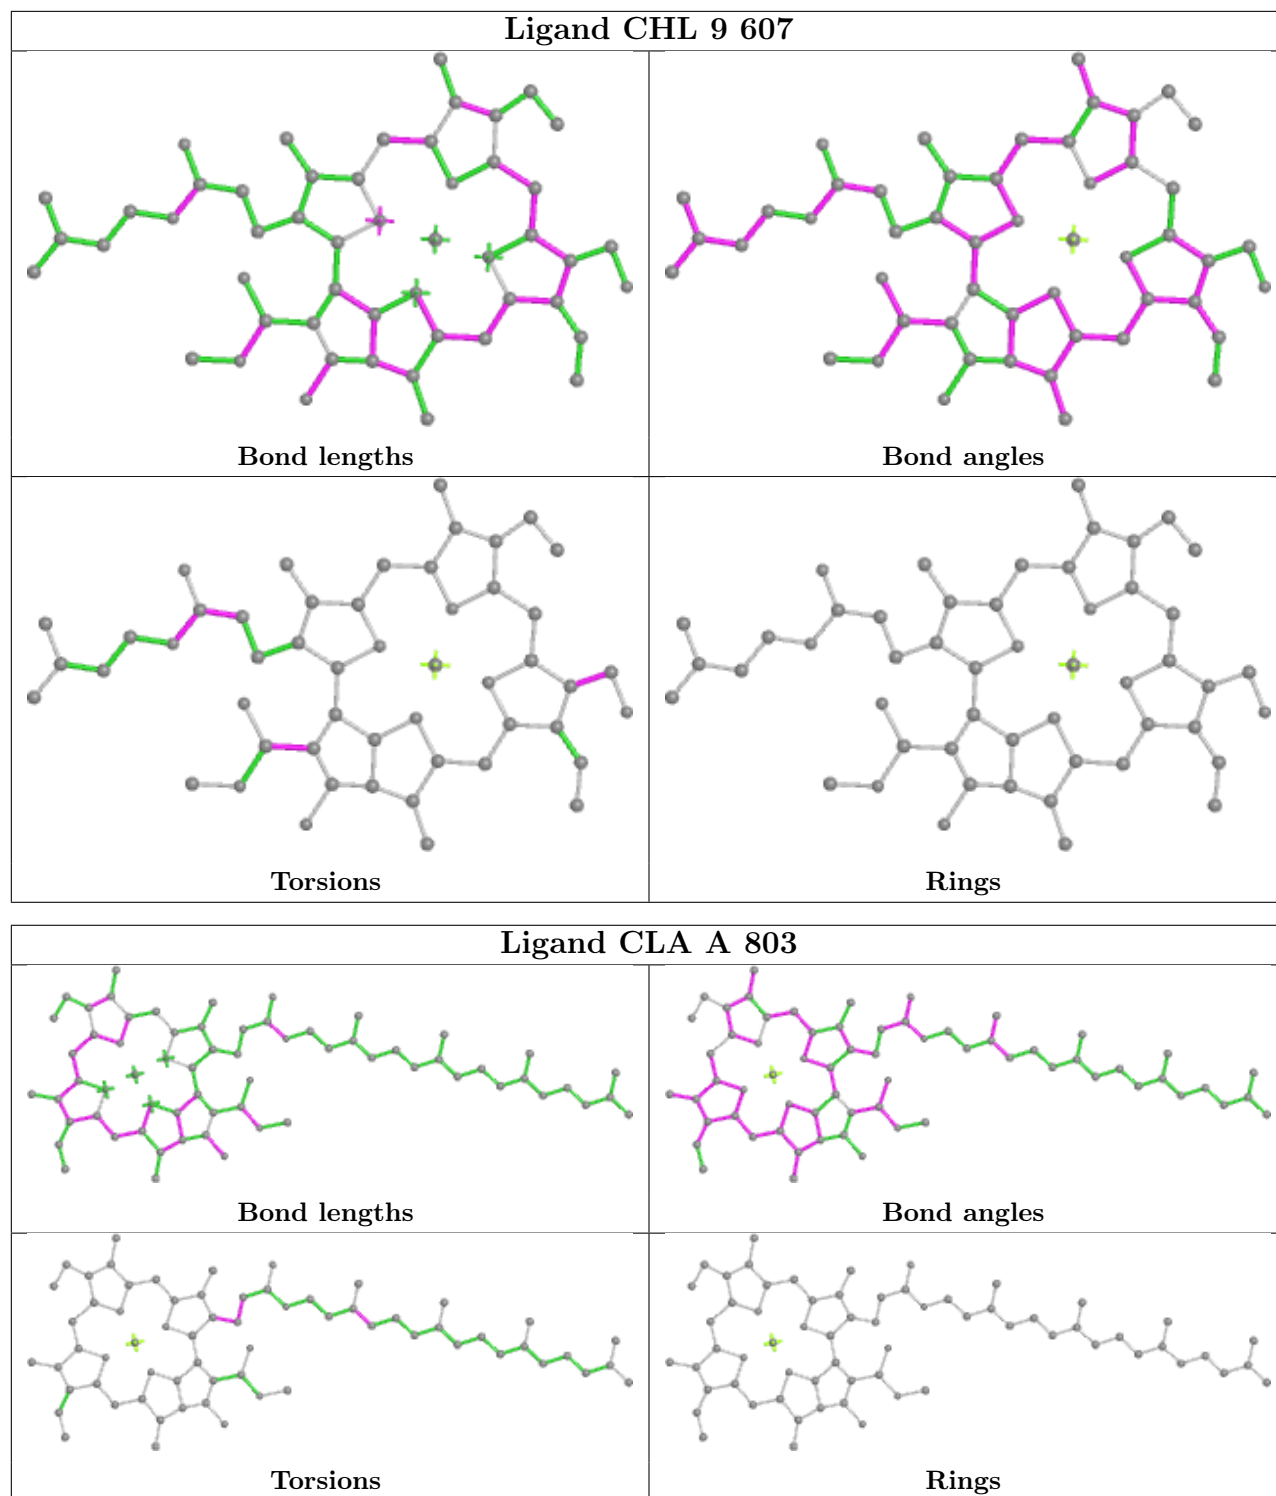 Ligand CHL 9 607
Bond lengths
Bond angles
Torsions
Rings
Ligand CLA A 803
Bond lengths
Bond angles
Torsions
Rings